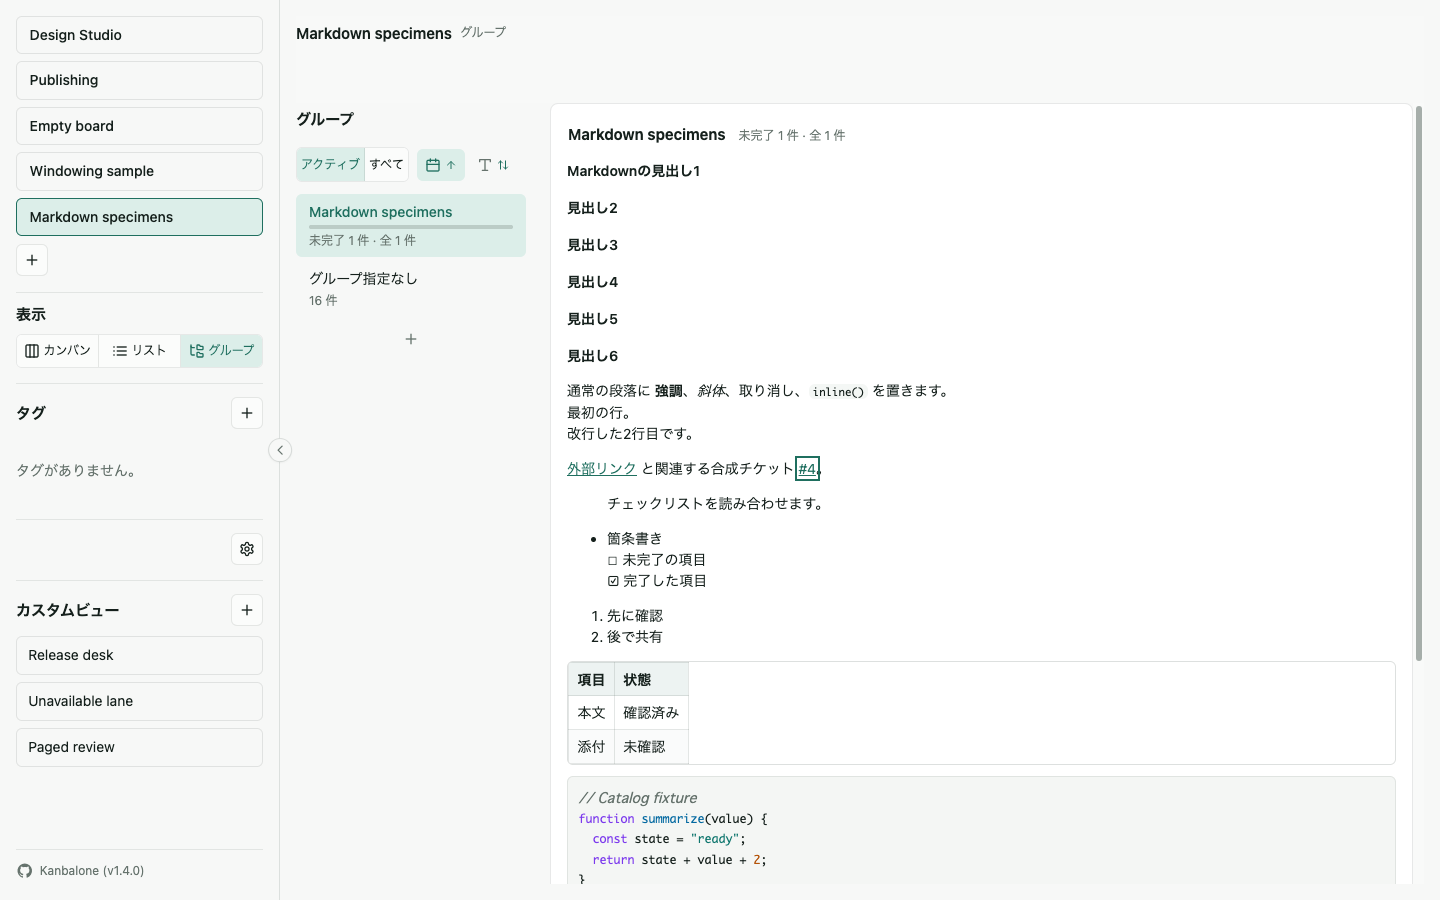 Design Studio
Publishing
Empty board
Windowing sample
Markdown specimens
表示
カンバン
リスト
グループ
タグ
タグがありません。
カスタムビュー
Release desk
Unavailable lane
Paged review
Kanbalone (v1.4.0)
Markdown specimens グループ
グループ
アクティブ すべて
Markdown specimens
未完了 1 件 · 全 1 件
グループ指定なし
16 件
Markdown specimens 未完了 1 件 · 全 1 件
Markdownの見出し1
見出し2
見出し3
見出し4
見出し5
見出し6
通常の段落に 強調、斜体、取り消し、 inline() を置きます。
最初の行。
改行した2行目です。
外部リンク と関連する合成チケット #4。
チェックリストを読み合わせます。
• 箇条書き
☐ 未完了の項目
☑ 完了した項目
1. 先に確認
2. 後で共有
項目 状態
本文 確認済み
添付 未確認
// Catalog fixture
function summarize(value) {
const state = "ready";
return state + value + 2;
}